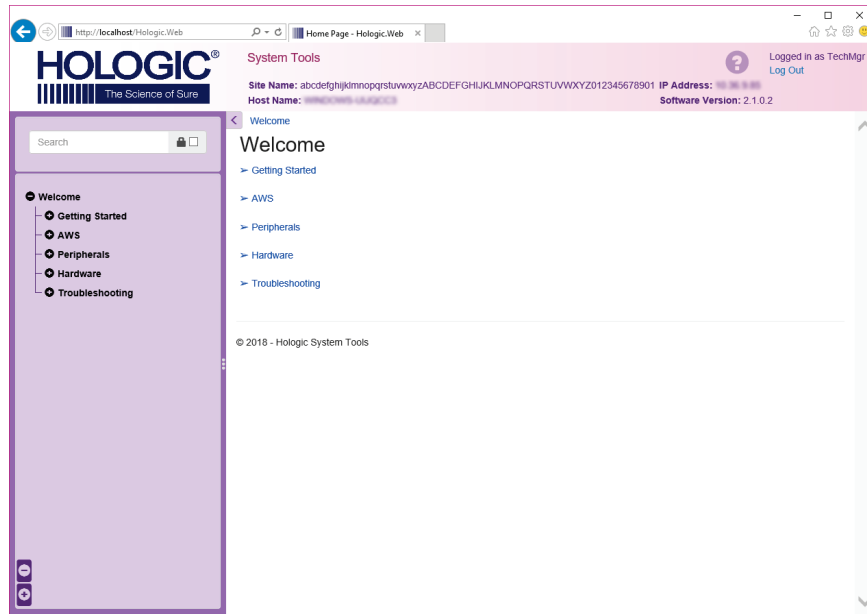 http://localhost/Hologic.Web
Home Page - Hologic.Web
HOLOGIC®
The Science of Sure
System Tools
Logged in as TechMgr
Log Out
Site Name: abcdefghijklmnopqrstuvwxyzABCDEFGHIJKLMNOPQRSTUVWXYZ012345678901 IP Address:
Host Name:
Software Version: 2.1.0.2
Search
Welcome
Welcome
Getting Started
AWS
Peripherals
Hardware
Troubleshooting
Welcome
Getting Started
AWS
Peripherals
Hardware
Troubleshooting
© 2018 - Hologic System Tools